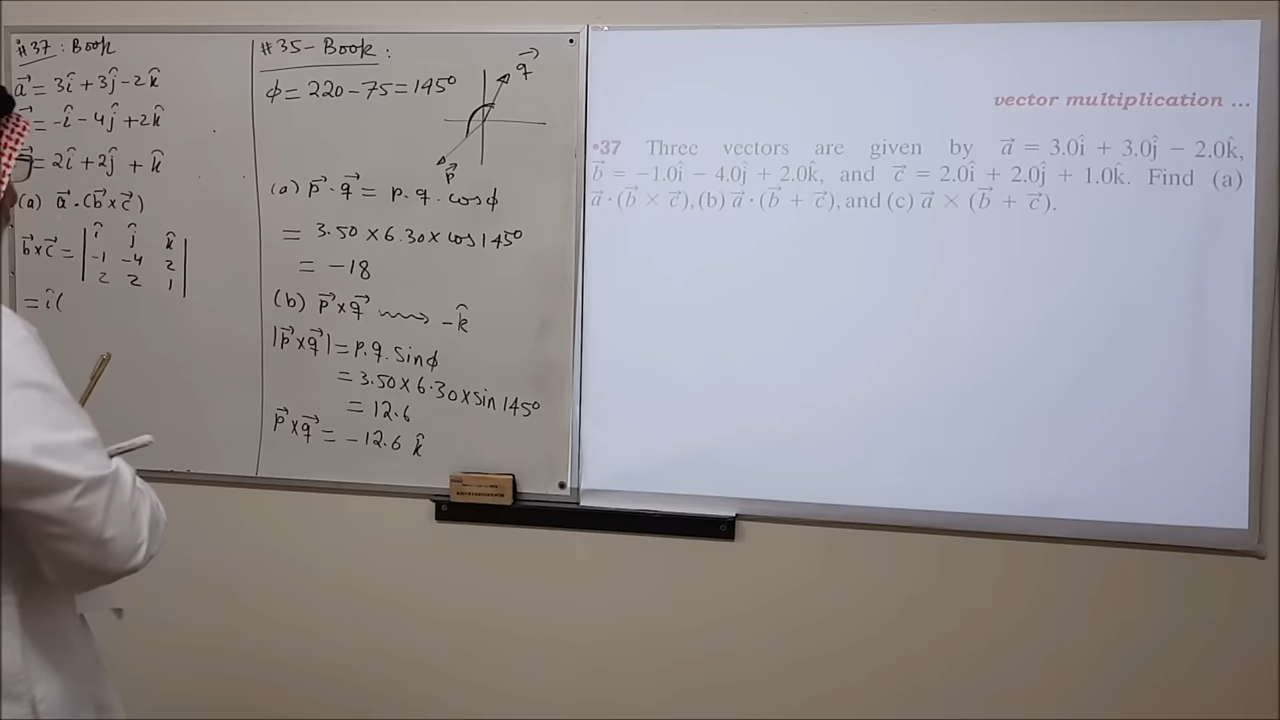 #37 : Book
a⃗ = 3î + 3ĵ - 2k̂
= -î - 4ĵ + 2k̂
= 2î + 2ĵ + k̂
(a) a⃗ · (b⃗ × c⃗)
b⃗ × c⃗ = | î ĵ k̂ |
-1 -4 2
2 2 1
= î(
#35 - Book :
ϕ = 220 - 75 = 145°
q⃗
p⃗
(a) p⃗ · q⃗ = p. q. cosϕ
= 3.50 × 6.30 × cos 145°
= -18
(b) p⃗ × q⃗ ⇝ -k̂
|p⃗ × q⃗| = p. q. sinϕ
= 3.50 × 6.30 × sin 145°
= 12.6
p⃗ × q⃗ = -12.6 k̂
vector multiplication ...
•37 Three vectors are given by a⃗ = 3.0î + 3.0ĵ − 2.0k̂,
b⃗ = −1.0î − 4.0ĵ + 2.0k̂, and c⃗ = 2.0î + 2.0ĵ + 1.0k̂. Find (a)
a⃗ · (b⃗ × c⃗), (b) a⃗ · (b⃗ + c⃗), and (c) a⃗ × (b⃗ + c⃗).